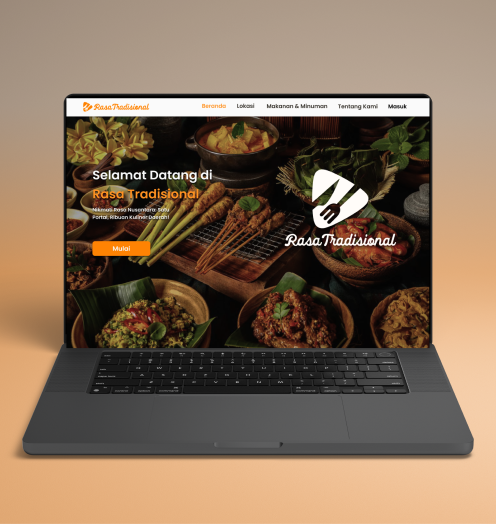 RasaTradisional
Beranda Lokasi Makanan & Minuman Tentang Kami Masuk
Selamat Datang di
Rasa Tradisional
Nikmati Rasa Nusantara: Satu
Portal, Ribuan Kuliner Daerah!
Mulai
RasaTradisional